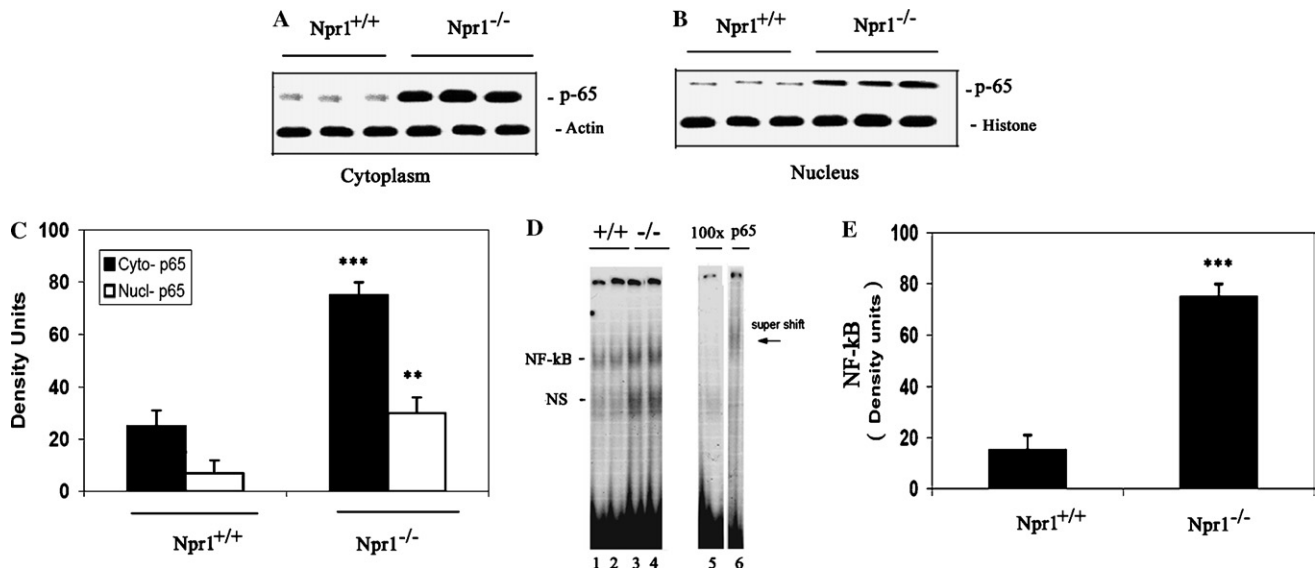 A
Npr1+/+ Npr1-/-
- p-65
- Actin
Cytoplasm
B
Npr1+/+ Npr1-/-
-p-65
- Histone
Nucleus
C
Density Units
100
80
60
40
20
0
Cyto- p65
Nucl- p65
***
**
Npr1+/+ Npr1-/-
D
+/+ -/- 100x p65
super shift
NF-kB -
NS -
1 2 3 4 5 6
E
NF-kB
( Density units )
100
80
60
40
20
0
***
Npr1+/+ Npr1-/-